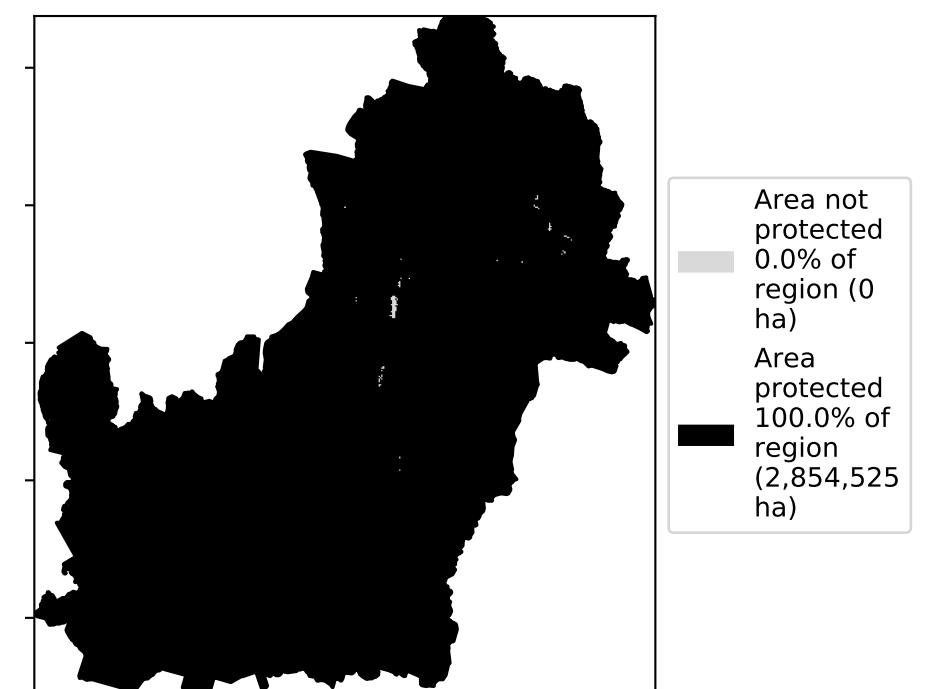 Area not
protected
0.0% of
region (0
ha)
Area
protected
100.0% of
region
(2,854,525
ha)